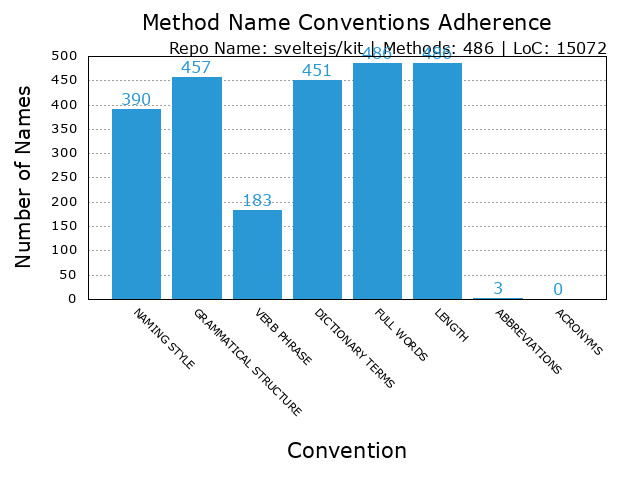 Method Name Conventions Adherence
Repo Name: sveltejs/kit | Methods: 486 | LoC: 15072
Number of Names
500
450
400
350
300
250
200
150
100
50
0
390
457
183
451
486
486
3
0
NAMING STYLE
GRAMMATICAL STRUCTURE
VERB PHRASE
DICTIONARY TERMS
FULL WORDS
LENGTH
ABBREVIATIONS
ACRONYMS
Convention